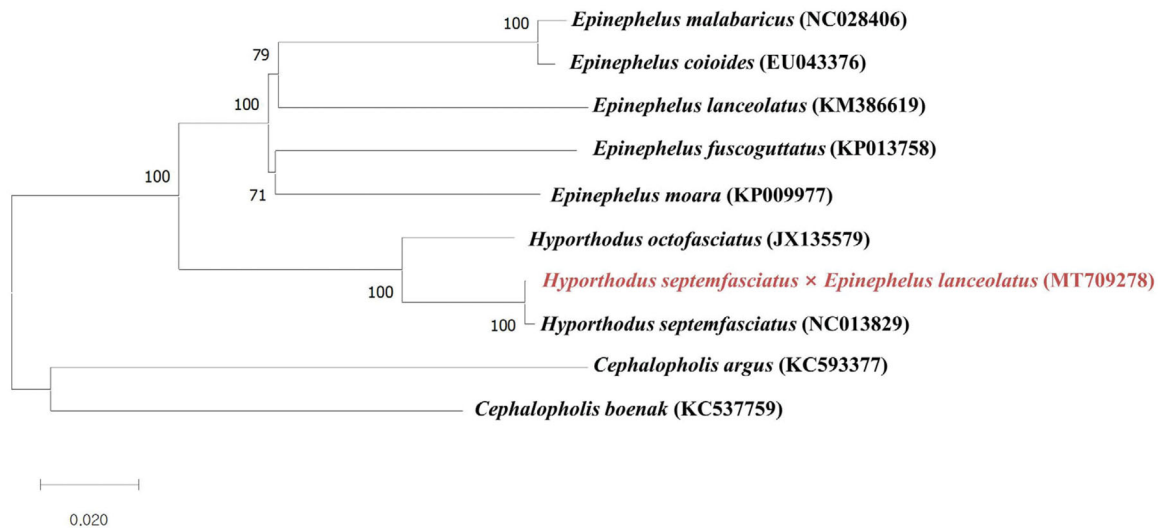 100
Epinephelus malabaricus (NC028406)
79
Epinephelus coioides (EU043376)
100
Epinephelus lanceolatus (KM386619)
Epinephelus fuscoguttatus (KP013758)
100
71
Epinephelus moara (KP009977)
Hyporthodus octofasciatus (JX135579)
Hyporthodus septemfasciatus × Epinephelus lanceolatus (MT709278)
100
100
Hyporthodus septemfasciatus (NC013829)
Cephalopholis argus (KC593377)
Cephalopholis boenak (KC537759)
0.020